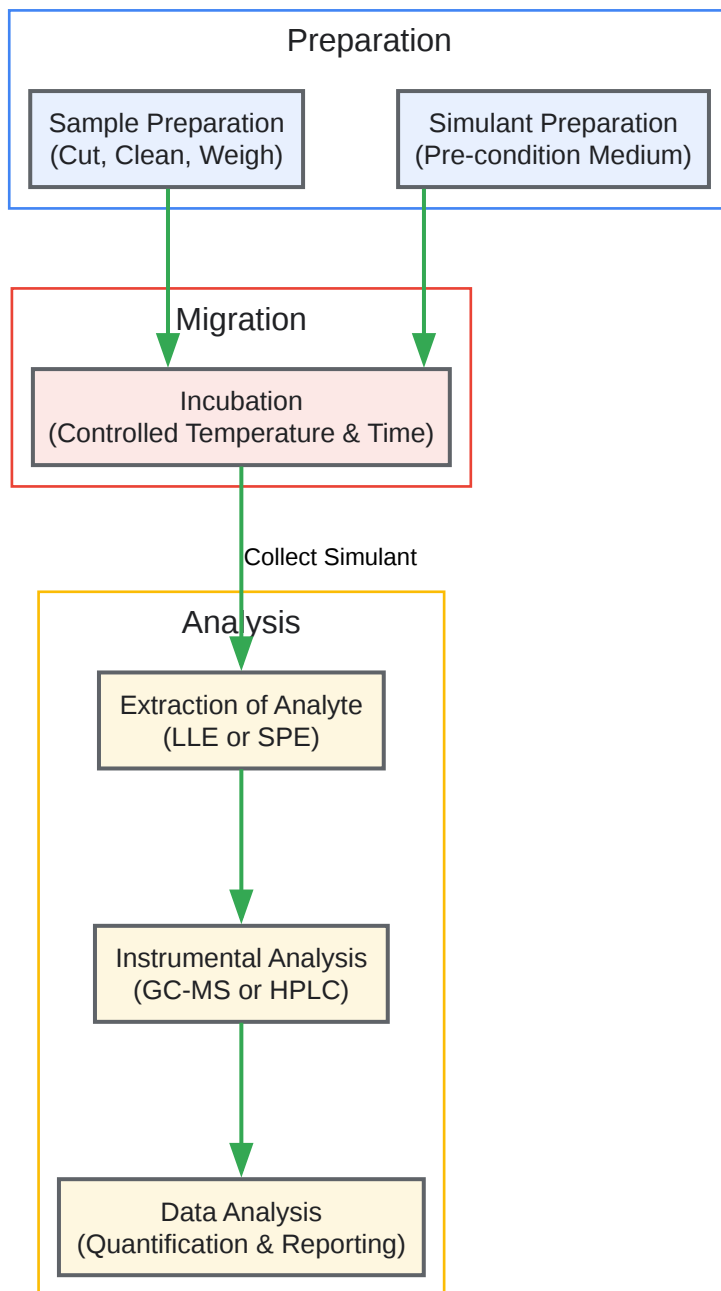 Preparation
Sample Preparation
(Cut, Clean, Weigh)
Simulant Preparation
(Pre-condition Medium)
Migration
Incubation
(Controlled Temperature & Time)
Collect Simulant
Analysis
Extraction of Analyte
(LLE or SPE)
Instrumental Analysis
(GC-MS or HPLC)
Data Analysis
(Quantification & Reporting)